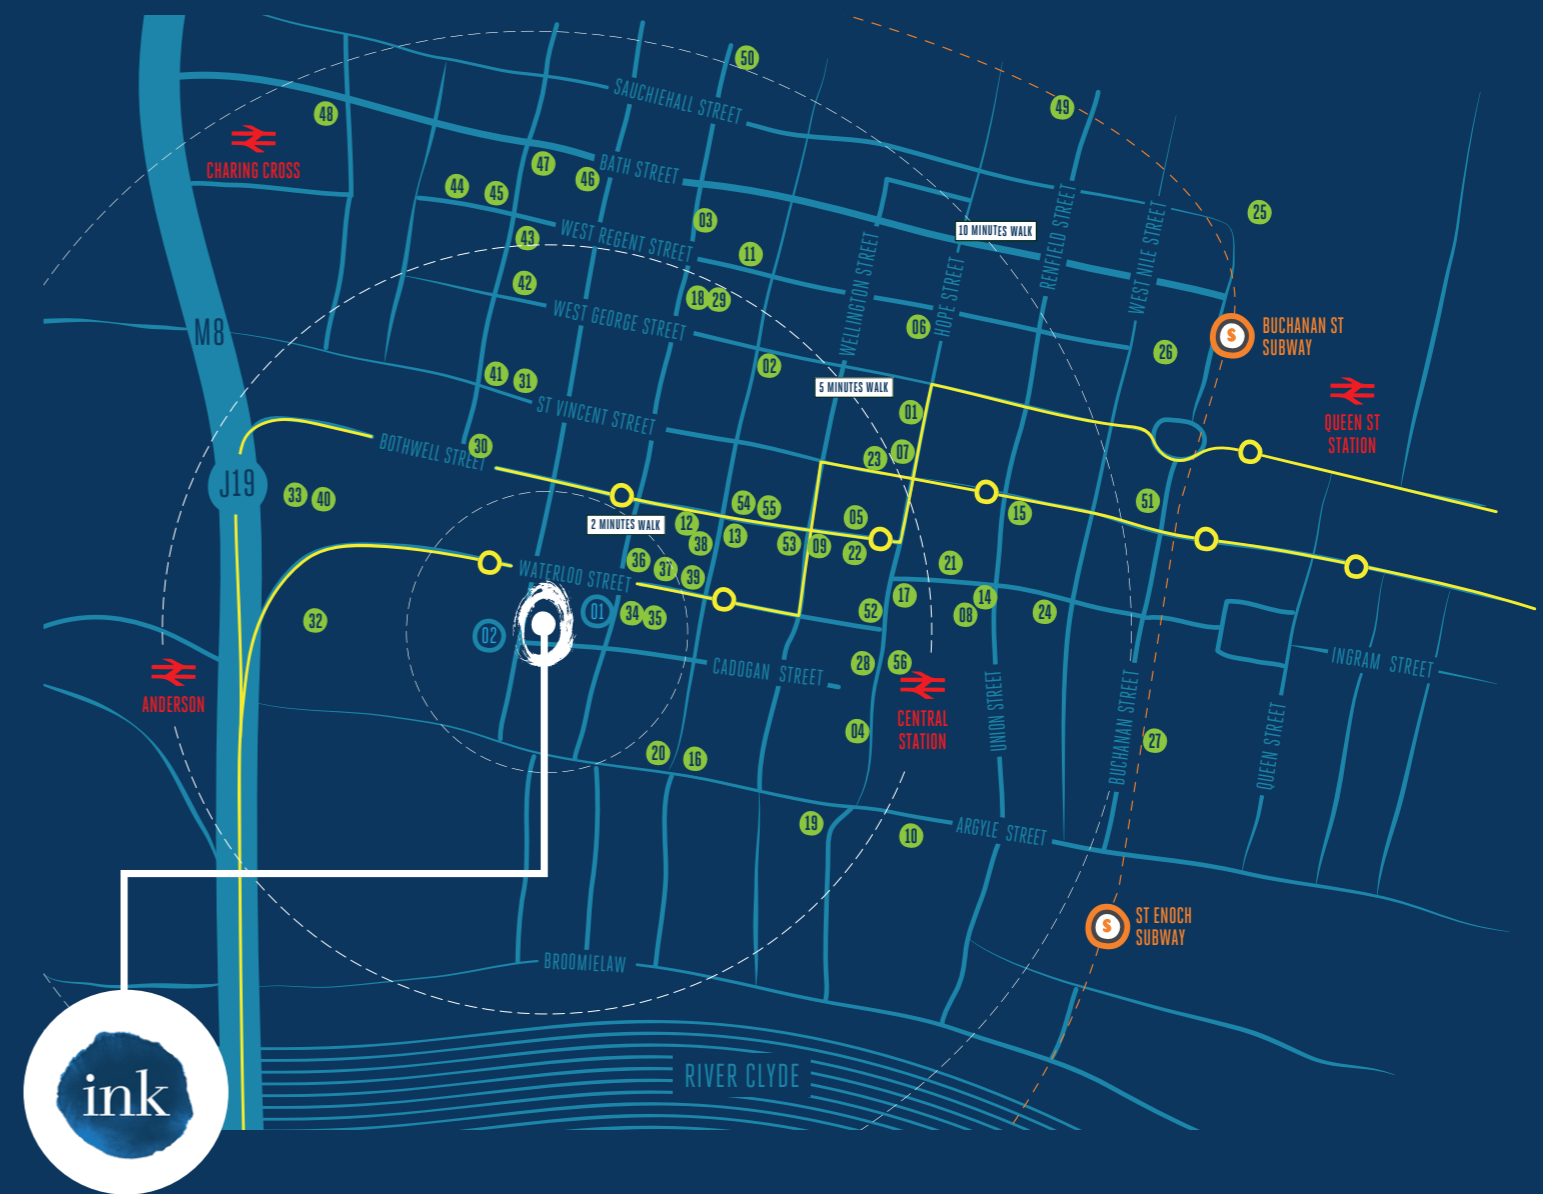 50
SAUCHIEHALL STREET
49
48
CHARING CROSS
47
46
BATH STREET
44
45
03
25
43
WEST REGENT STREET
11
10 MINUTES WALK
RENFIELD STREET
WEST NILE STREET
WELLINGTON STREET
HOPE STREET
42
18
29
WEST GEORGE STREET
06
M8
BUCHANAN ST
SUBWAY
S
26
02
41
31
5 MINUTES WALK
QUEEN ST
STATION
ST VINCENT STREET
01
BOTHWELL STREET
30
23
07
J19
33
40
54
55
51
2 MINUTES WALK
12
13
05
15
38
53
09
22
36
37
39
WATERLOO STREET
21
17
14
01
34
35
52
08
24
32
02
CADOGAN STREET
28
56
INGRAM STREET
ANDERSON
CENTRAL
STATION
UNION STREET
BUCHANAN STREET
QUEEN STREET
04
27
20
16
19
10
ARGYLE STREET
S
ST ENOCH
SUBWAY
BROOMIELAW
RIVER CLYDE
ink